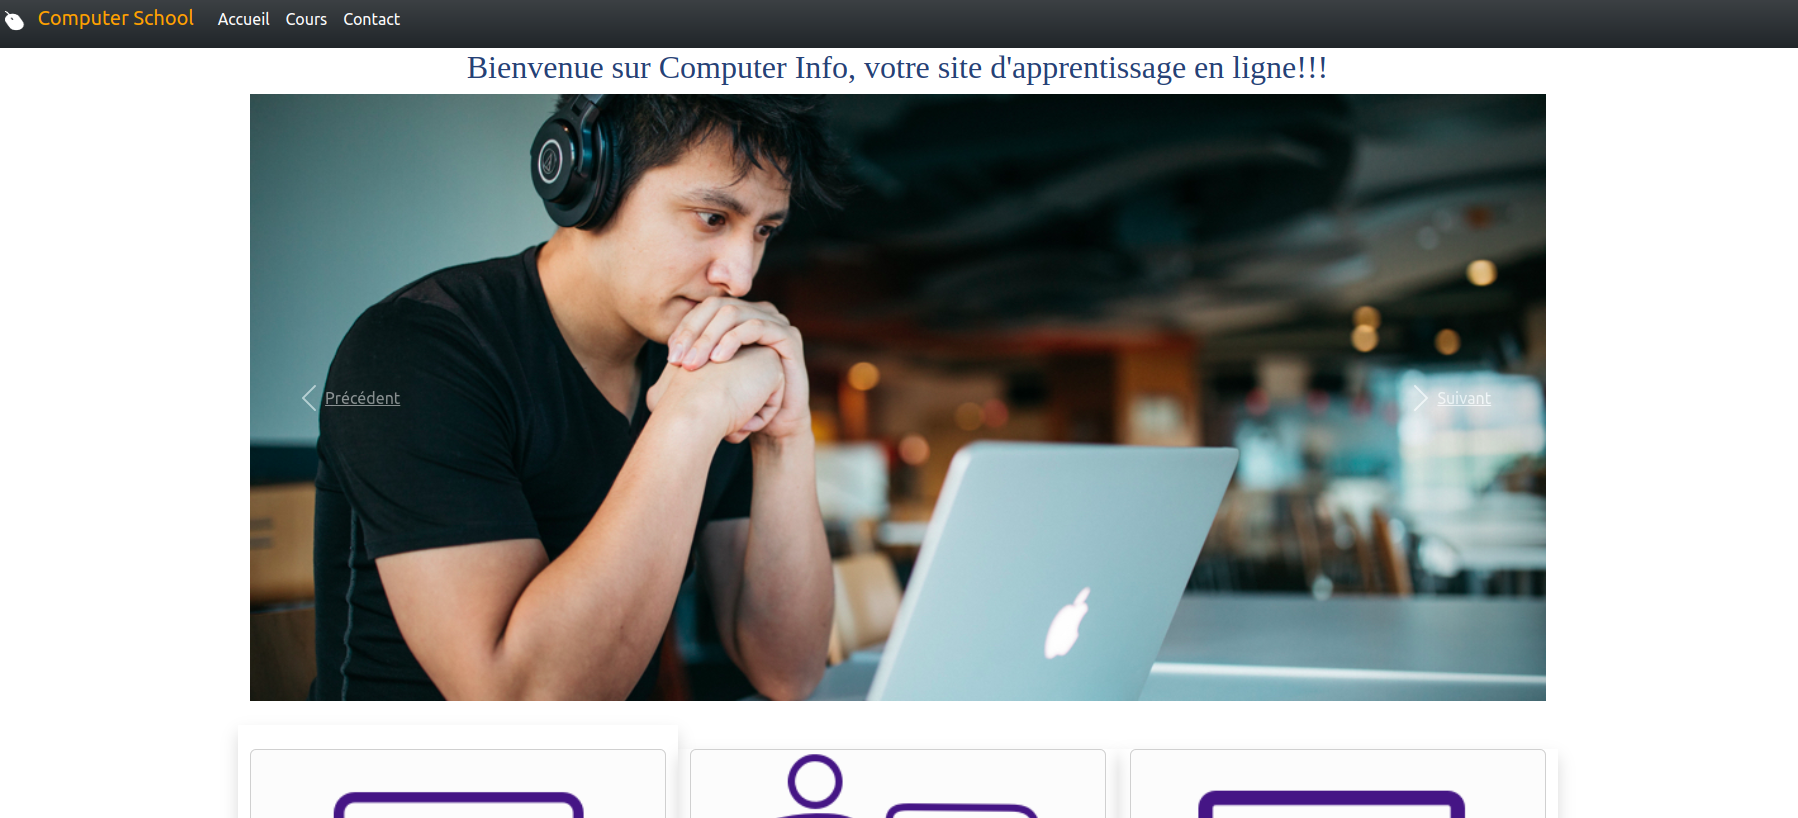 Computer School Accueil Cours Contact
Bienvenue sur Computer Info, votre site d'apprentissage en ligne!!!
Précédent Suivant